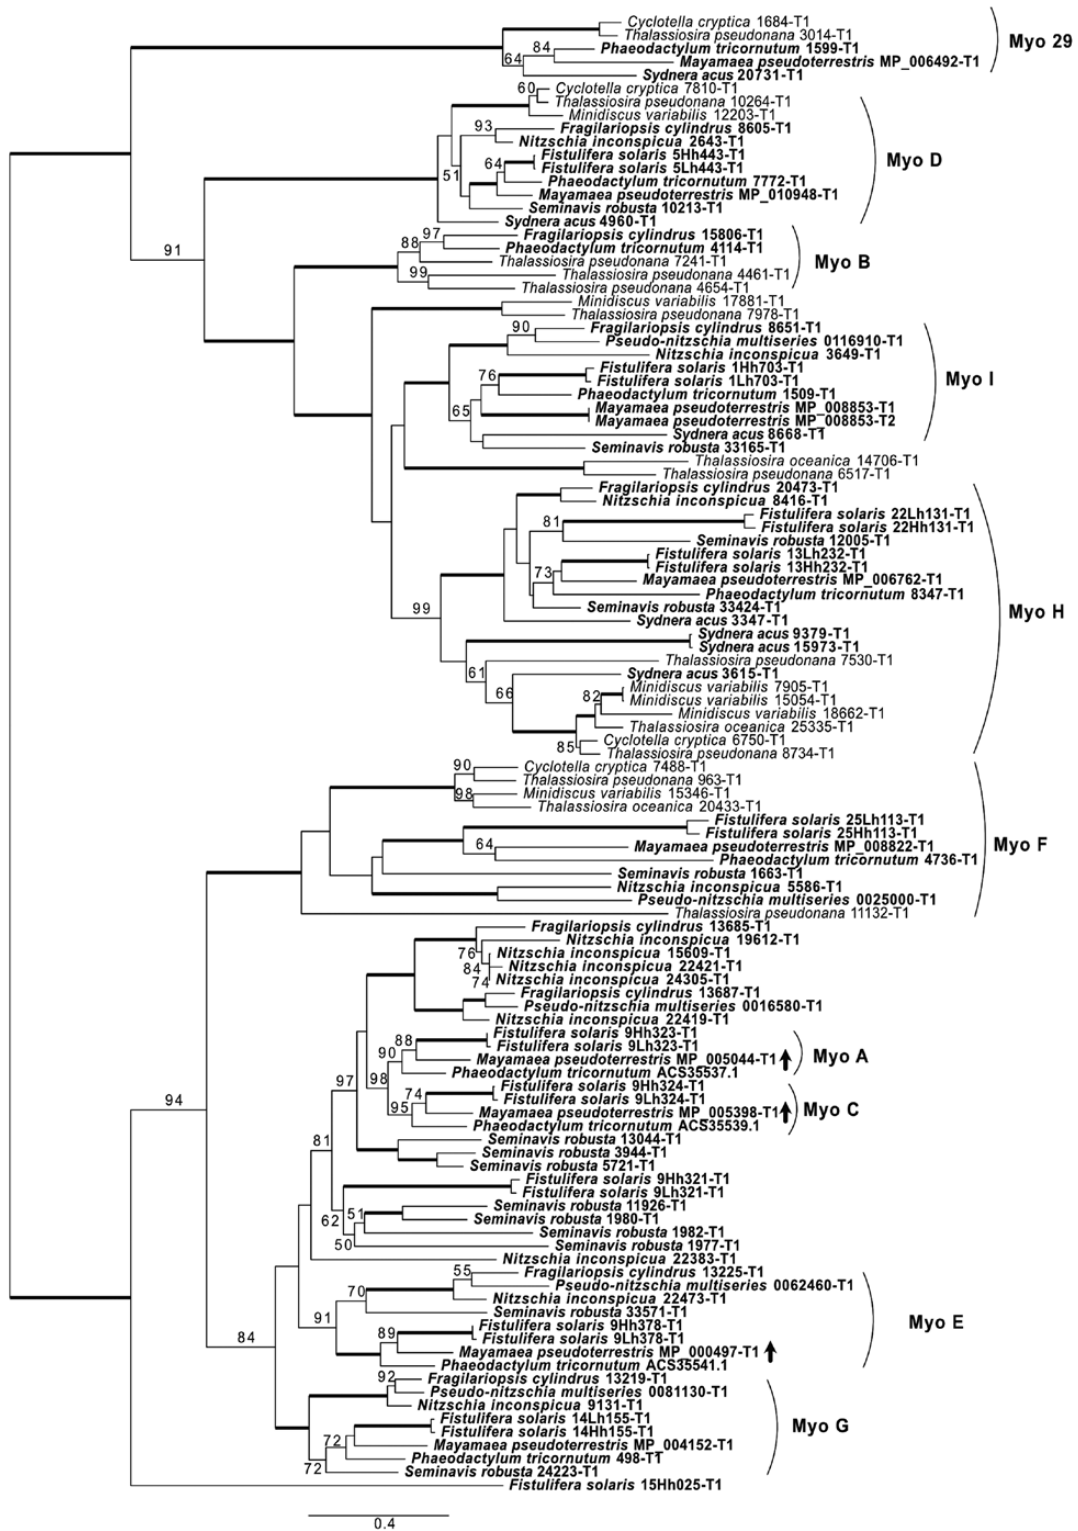 Cyclotella cryptica 1684-T1
Thalassiosira pseudonana 3014-T1
84 Phaeodactylum tricornutum 1599-T1
Myo 29
64 Mayamaea pseudoterrestris MP_006492-T1
Sydnera acus 20731-T1
60 Cyclotella cryptica 7810-T1
Thalassiosira pseudonana 10264-T1
Minidiscus variabilis 12203-T1
93 Fragilariopsis cylindrus 8605-T1
Nitzschia inconspicua 2643-T1
Fistulifera solaris 5Hh443-T1
Myo D
64 Fistulifera solaris 5Lh443-T1
51 Phaeodactylum tricornutum 7772-T1
Mayamaea pseudoterrestris MP_010948-T1
Seminavis robusta 10213-T1
Sydnera acus 4960-T1
97 Fragilariopsis cylindrus 15806-T1
88 Phaeodactylum tricornutum 4114-T1
91
Thalassiosira pseudonana 7241-T1
Myo B
99 Thalassiosira pseudonana 4461-T1
Thalassiosira pseudonana 4654-T1
Minidiscus variabilis 17881-T1
Thalassiosira pseudonana 7978-T1
90 Fragilariopsis cylindrus 8651-T1
Pseudo-nitzschia multiseries 0116910-T1
Nitzschia inconspicua 3649-T1
Fistulifera solaris 1Hh703-T1
76 Fistulifera solaris 1Lh703-T1
Myo I
Phaeodactylum tricornutum 1509-T1
65 Mayamaea pseudoterrestris MP_008853-T1
Mayamaea pseudoterrestris MP_008853-T2
Sydnera acus 8668-T1
Seminavis robusta 33165-T1
Thalassiosira oceanica 14706-T1
Thalassiosira pseudonana 6517-T1
Fragilariopsis cylindrus 20473-T1
Nitzschia inconspicua 8416-T1
Fistulifera solaris 22Lh131-T1
81 Fistulifera solaris 22Hh131-T1
Seminavis robusta 12005-T1
Fistulifera solaris 13Lh232-T1
Fistulifera solaris 13Hh232-T1
73 Mayamaea pseudoterrestris MP_006762-T1
Phaeodactylum tricornutum 8347-T1
99 Seminavis robusta 33424-T1
Myo H
Sydnera acus 3347-T1
Sydnera acus 9379-T1
Sydnera acus 15973-T1
Thalassiosira pseudonana 7530-T1
61 Sydnera acus 3615-T1
66 82 Minidiscus variabilis 7905-T1
Minidiscus variabilis 15054-T1
Minidiscus variabilis 18662-T1
Thalassiosira oceanica 25335-T1
85 Cyclotella cryptica 6750-T1
Thalassiosira pseudonana 8734-T1
90 Cyclotella cryptica 7488-T1
Thalassiosira pseudonana 963-T1
98 Minidiscus variabilis 15346-T1
Thalassiosira oceanica 20433-T1
Fistulifera solaris 25Lh113-T1
Fistulifera solaris 25Hh113-T1
64 Mayamaea pseudoterrestris MP_008822-T1
Myo F
Phaeodactylum tricornutum 4736-T1
Seminavis robusta 1663-T1
Nitzschia inconspicua 5586-T1
Pseudo-nitzschia multiseries 0025000-T1
Thalassiosira pseudonana 11132-T1
Fragilariopsis cylindrus 13685-T1
Nitzschia inconspicua 19612-T1
76 Nitzschia inconspicua 15609-T1
84 Nitzschia inconspicua 22421-T1
74 Nitzschia inconspicua 24305-T1
Fragilariopsis cylindrus 13687-T1
Pseudo-nitzschia multiseries 0016580-T1
Nitzschia inconspicua 22419-T1
Fistulifera solaris 9Hh323-T1
88 Fistulifera solaris 9Lh323-T1
90 Mayamaea pseudoterrestris MP_005044-T1
Myo A
Phaeodactylum tricornutum ACS35537.1
97 98 Fistulifera solaris 9Hh324-T1
74 Fistulifera solaris 9Lh324-T1
94 95 Mayamaea pseudoterrestris MP_005398-T1
Myo C
Phaeodactylum tricornutum ACS35539.1
81 Seminavis robusta 13044-T1
Seminavis robusta 3944-T1
Seminavis robusta 5721-T1
Fistulifera solaris 9Hh321-T1
Fistulifera solaris 9Lh321-T1
Seminavis robusta 11926-T1
62 51 Seminavis robusta 1980-T1
Seminavis robusta 1982-T1
50 Seminavis robusta 1977-T1
Nitzschia inconspicua 22383-T1
55 Fragilariopsis cylindrus 13225-T1
Pseudo-nitzschia multiseries 0062460-T1
70 Nitzschia inconspicua 22473-T1
Seminavis robusta 33571-T1
91 Fistulifera solaris 9Hh378-T1
Myo E
84 89 Fistulifera solaris 9Lh378-T1
Mayamaea pseudoterrestris MP_000497-T1
Phaeodactylum tricornutum ACS35541.1
92 Fragilariopsis cylindrus 13219-T1
Pseudo-nitzschia multiseries 0081130-T1
Nitzschia inconspicua 9131-T1
Fistulifera solaris 14Lh155-T1
Fistulifera solaris 14Hh155-T1
Myo G
72 Mayamaea pseudoterrestris MP_004152-T1
Phaeodactylum tricornutum 498-T1
72 Seminavis robusta 24223-T1
Fistulifera solaris 15Hh025-T1
0.4